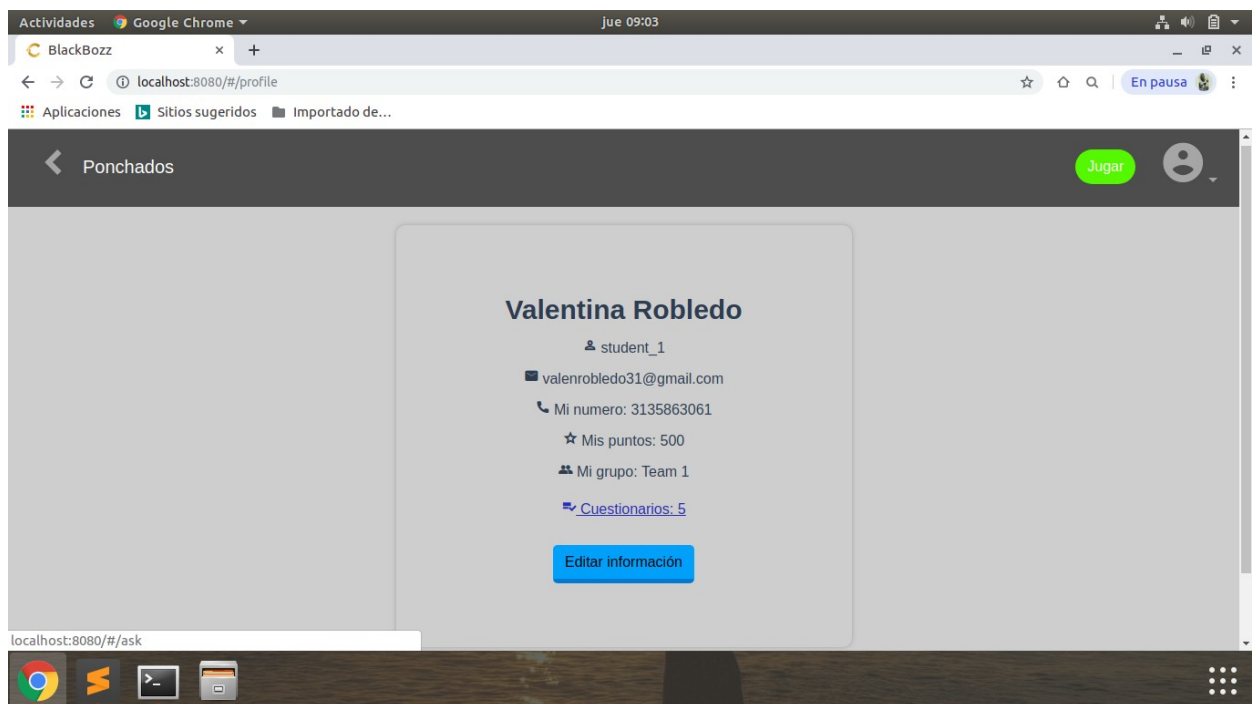 Actividades Google Chrome jue 09:03
BlackBozz
localhost:8080/#/profile En pausa
Aplicaciones Sitios sugeridos Importado de...
Ponchados Jugar
Valentina Robledo
student_1
valenrobledo31@gmail.com
Mi numero: 3135863061
Mis puntos: 500
Mi grupo: Team 1
Cuestionarios: 5
Editar información
localhost:8080/#/ask